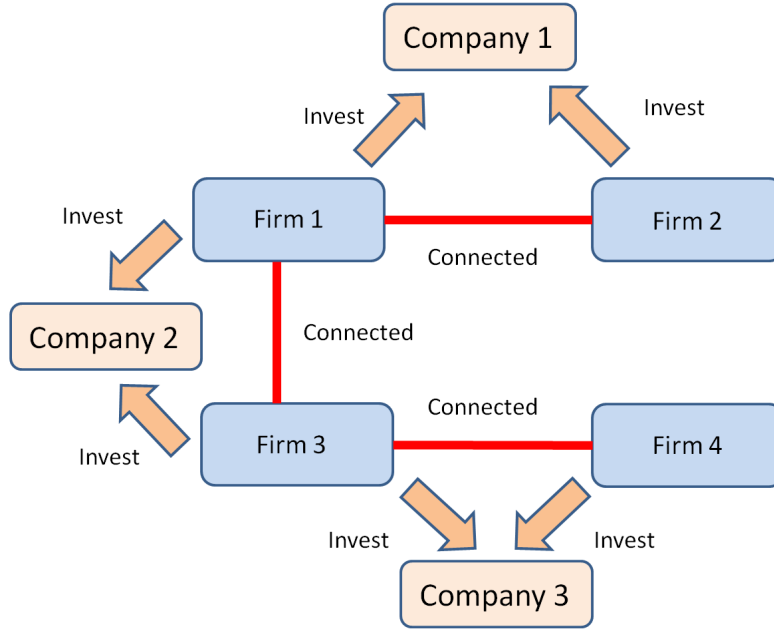 Company 1
Invest
Invest
Invest
Firm 1
Firm 2
Connected
Company 2
Connected
Connected
Invest
Firm 3
Firm 4
Invest
Invest
Company 3